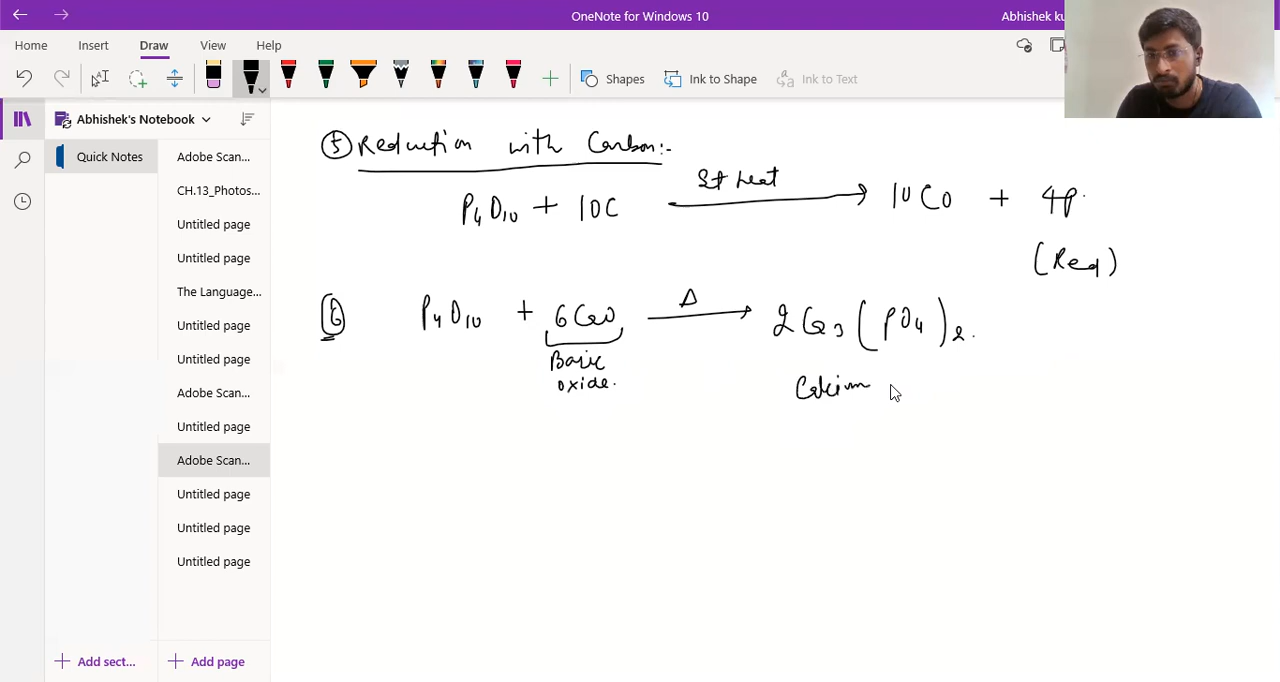 OneNote for Windows 10
Abhishek ku
Home Insert Draw View Help
Shapes Ink to Shape Ink to Text
Abhishek's Notebook
Quick Notes
Adobe Scan...
CH.13_Photos...
Untitled page
Untitled page
The Language...
Untitled page
Untitled page
Adobe Scan...
Untitled page
Adobe Scan...
Untitled page
Untitled page
Untitled page
Add sect... Add page
⑤ Reduction with Carbon:-
P₄O₁₀ + 10C St heat → 10CO + 4P.
(Red)
⑥ P₄O₁₀ + 6CaO Δ → 2Ca₃(PO₄)₂.
Basic
oxide.
Calcium